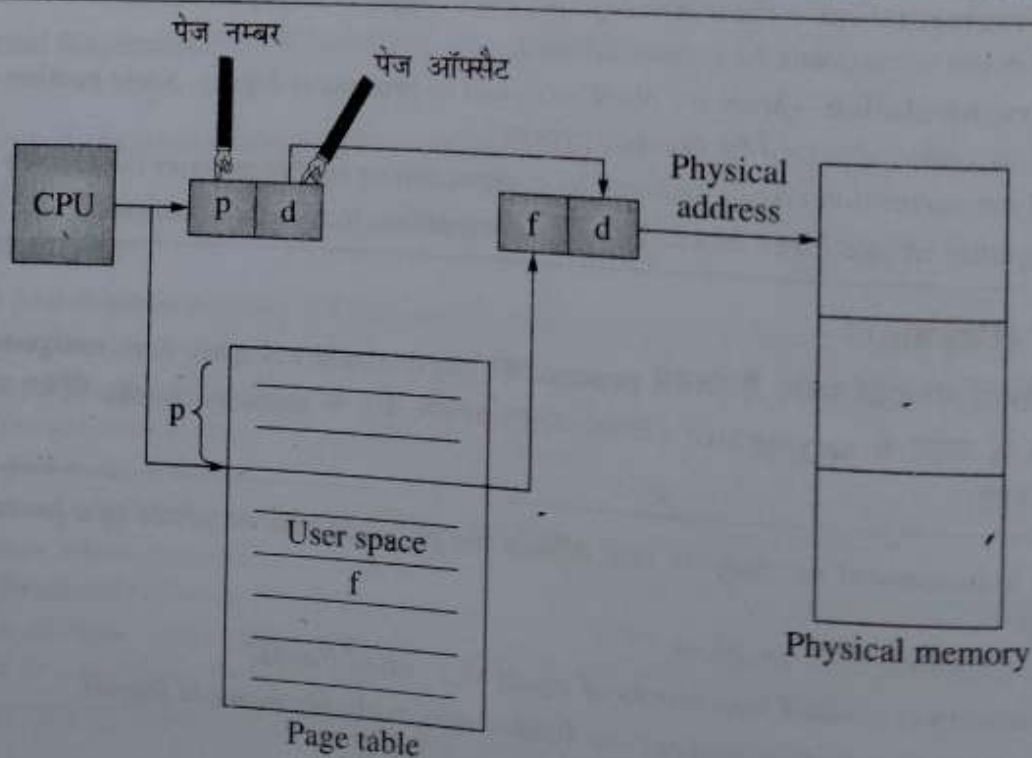 पेज नम्बर
पेज ऑफ्सैट
CPU
p
d
f
d
Physical
address
p
User space
f
Page table
Physical memory